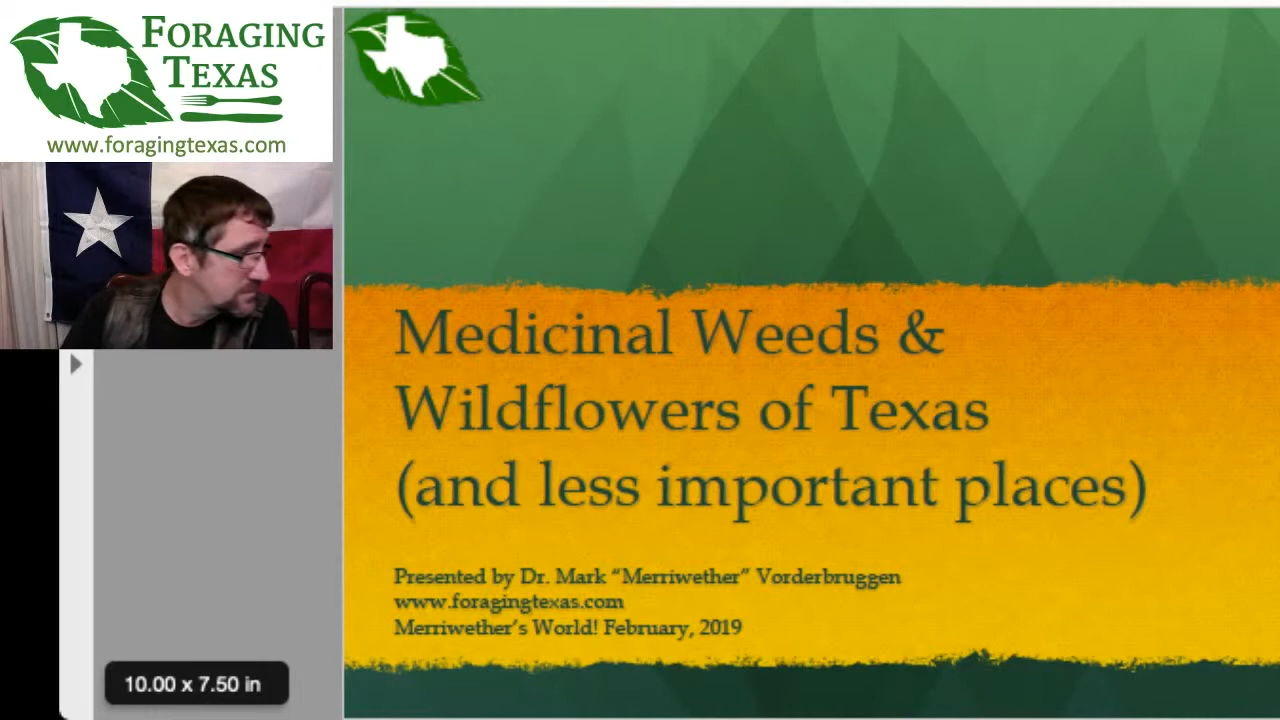 FORAGING
TEXAS
www.foragingtexas.com
Medicinal Weeds &
Wildflowers of Texas
(and less important places)
Presented by Dr. Mark “Merriwether” Vorderbruggen
www.foragingtexas.com
Merriwether’s World! February, 2019
10.00 x 7.50 in